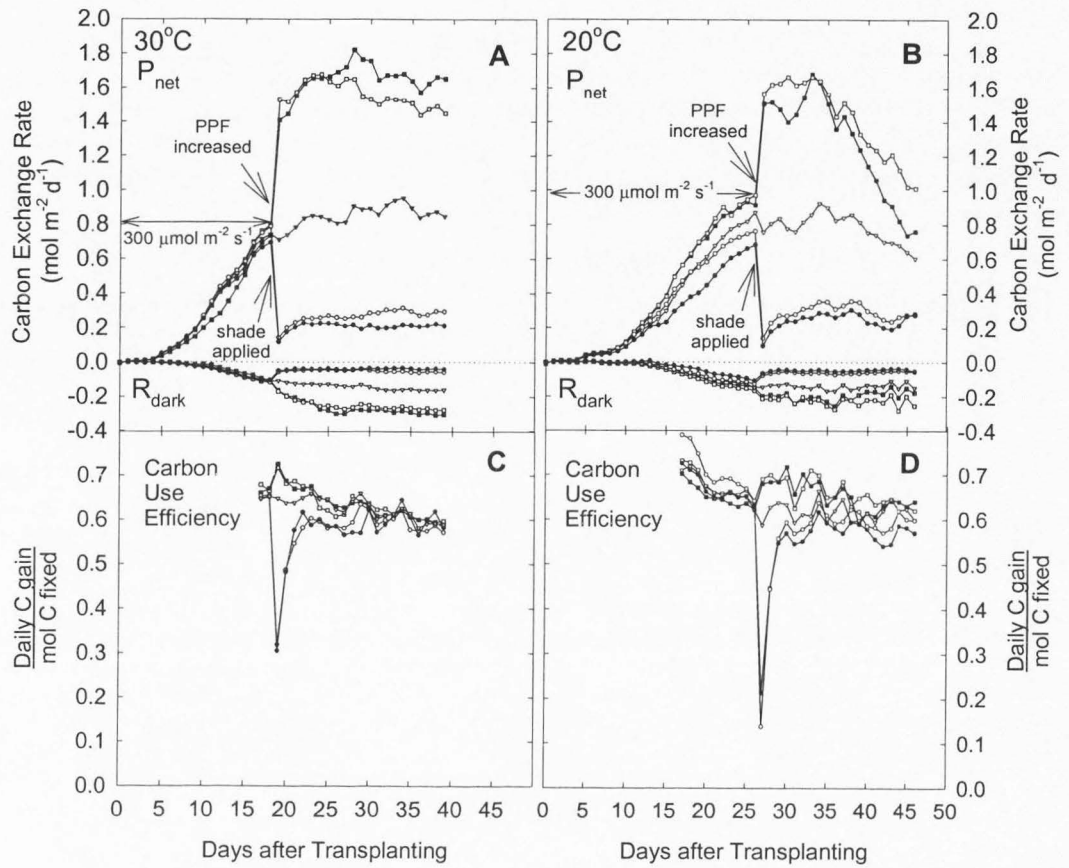 30°C
A
P net
PPF
increased
300 μmol m-2 s-1
shade
applied
R dark
Carbon Exchange Rate
(mol m-2 d-1)
2.0
1.8
1.6
1.4
1.2
1.0
0.8
0.6
0.4
0.2
0.0
-0.2
-0.4
20°C
B
P net
PPF
increased
300 μmol m-2 s-1
shade
applied
R dark
2.0
1.8
1.6
1.4
1.2
1.0
0.8
0.6
0.4
0.2
0.0
-0.2
-0.4
Carbon Exchange Rate
(mol m-2 d-1)
C
Carbon
Use
Efficiency
Daily C gain
mol C fixed
0.7
0.6
0.5
0.4
0.3
0.2
0.1
0.0
0 5 10 15 20 25 30 35 40 45
Days after Transplanting
D
Carbon
Use
Efficiency
0.7
0.6
0.5
0.4
0.3
0.2
0.1
0.0
Daily C gain
mol C fixed
0 5 10 15 20 25 30 35 40 45 50
Days after Transplanting